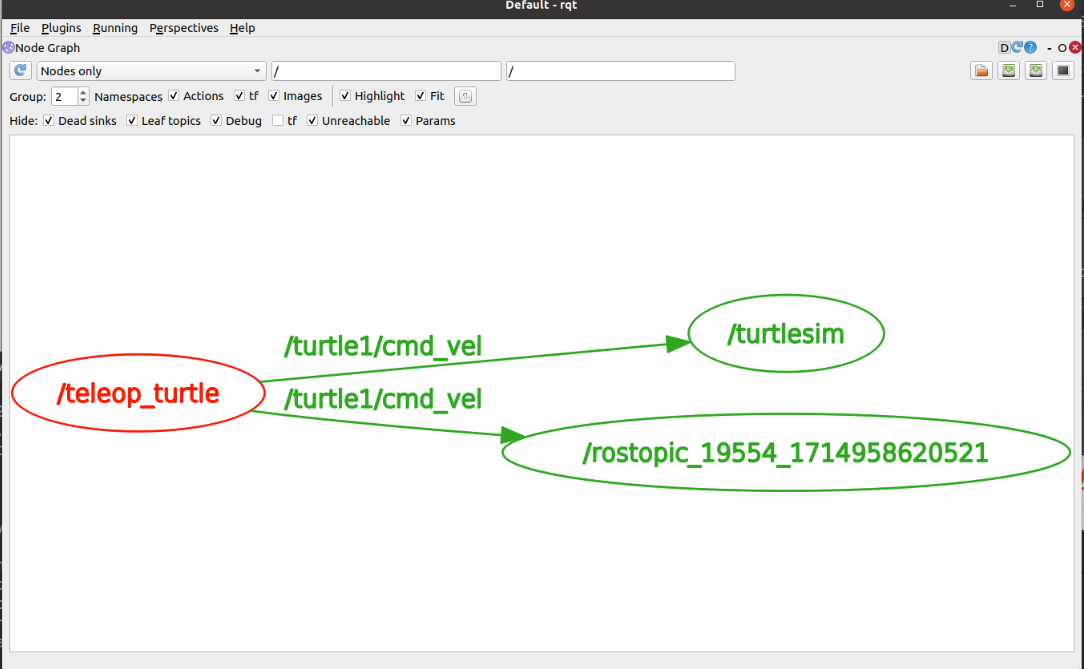 Default - rqt
File Plugins Running Perspectives Help
Node Graph D ? - O
Nodes only / /
Group: 2 Namespaces Actions tf Images Highlight Fit
Hide: Dead sinks Leaf topics Debug tf Unreachable Params
/turtlesim
/turtle1/cmd_vel
/teleop_turtle
/turtle1/cmd_vel
/rostopic_19554_1714958620521